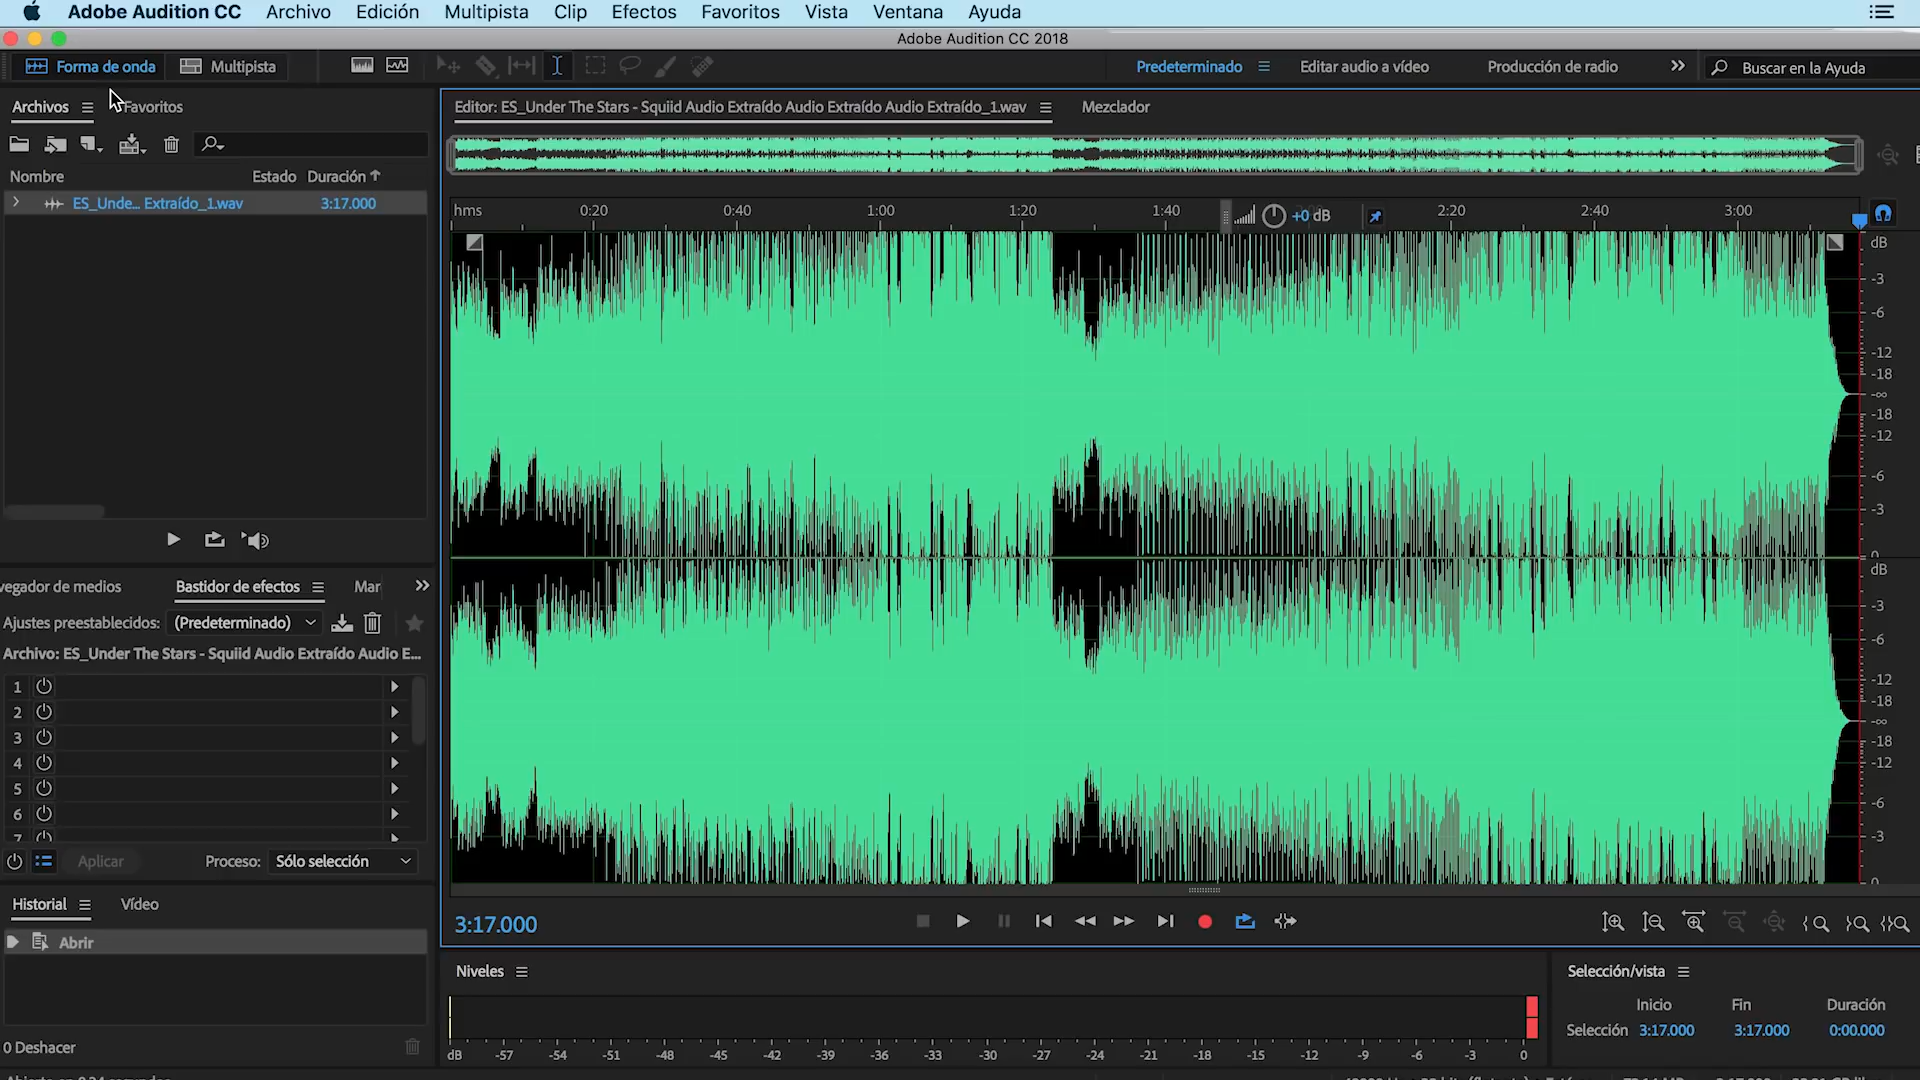 Adobe Audition CC Archivo Edición Multipista Clip Efectos Favoritos Vista Ventana Ayuda
Adobe Audition CC 2018
Forma de onda Multipista Predeterminado Editar audio a vídeo Producción de radio Buscar en la Ayuda
Archivos Favoritos
Editor: ES_Under The Stars - Squiid Audio Extraído Audio Extraído Audio Extraído_1.wav Mezclador
Nombre Estado Duración
ES_Unde... Extraído_1.wav 3:17.000
hms 0:20 0:40 1:00 1:20 1:40 +0 dB 2:20 2:40 3:00
dB
-3
-6
-12
-18
-∞
-18
-12
-6
-3
0
dB
-3
-6
-12
-18
-∞
-18
-12
-6
-3
0
vegador de medios Bastidor de efectos Mar
Ajustes preestablecidos: (Predeterminado)
Archivo: ES_Under The Stars - Squiid Audio Extraído Audio E...
1
2
3
4
5
6
7
Aplicar Proceso: Sólo selección
Historial Vídeo
Abrir
0 Deshacer
3:17.000
Niveles
dB -57 -54 -51 -48 -45 -42 -39 -36 -33 -30 -27 -24 -21 -18 -15 -12 -9 -6 -3 0
Selección/vista
Inicio Fin Duración
Selección 3:17.000 3:17.000 0:00.000